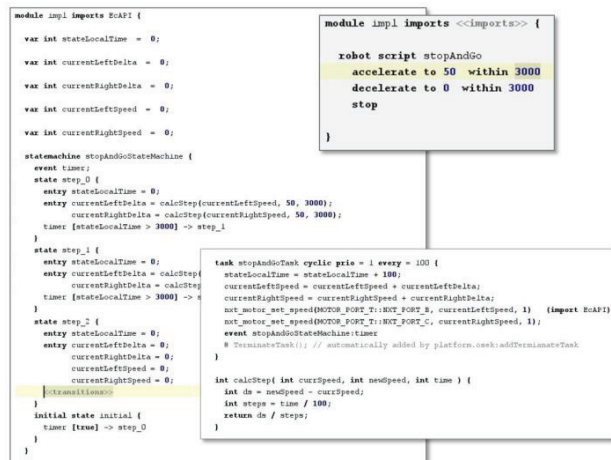 module impl imports EcAPI {
var int stateLocalTime = 0;
var int currentLeftDelta = 0;
var int currentRightDelta = 0;
var int currentLeftSpeed = 0;
var int currentRightSpeed = 0;
statemachine stopAndGoStateMachine {
event timer;
state step_0 {
entry stateLocalTime = 0;
entry currentLeftDelta = calcStep(currentLeftSpeed, 50, 3000);
currentRightDelta = calcStep(currentRightSpeed, 50, 3000);
timer [stateLocalTime > 3000] -> step_1
}
state step_1 {
entry stateLocalTime = 0;
entry currentLeftDelta = calcStep(
currentRightDelta = calcStep(
timer [stateLocalTime > 3000] -> s
}
state step_2 {
entry stateLocalTime = 0;
entry currentLeftDelta = 0;
currentRightDelta = 0;
currentLeftSpeed = 0;
currentRightSpeed = 0;
<<transitions>>
}
initial state initial {
timer [true] -> step_0
}
}
module impl imports <<imports>> {
robot script stopAndGo
accelerate to 50 within 3000
decelerate to 0 within 3000
stop
}
task stopAndGoTask cyclic prio = 1 every = 100 {
stateLocalTime = stateLocalTime + 100;
currentLeftSpeed = currentLeftSpeed + currentLeftDelta;
currentRightSpeed = currentRightSpeed + currentRightDelta;
nxt_motor_set_speed(MOTOR_PORT_T::NXT_PORT_B, currentLeftSpeed, 1) (import EcAPI)
nxt_motor_set_speed(MOTOR_PORT_T::NXT_PORT_C, currentRightSpeed, 1);
event stopAndGoStateMachine:timer
# TerminateTask(); // automatically added by platform.osek:addTermianateTask
}
int calcStep( int currSpeed, int newSpeed, int time ) {
int ds = newSpeed - currSpeed;
int steps = time / 100;
return ds / steps;
}